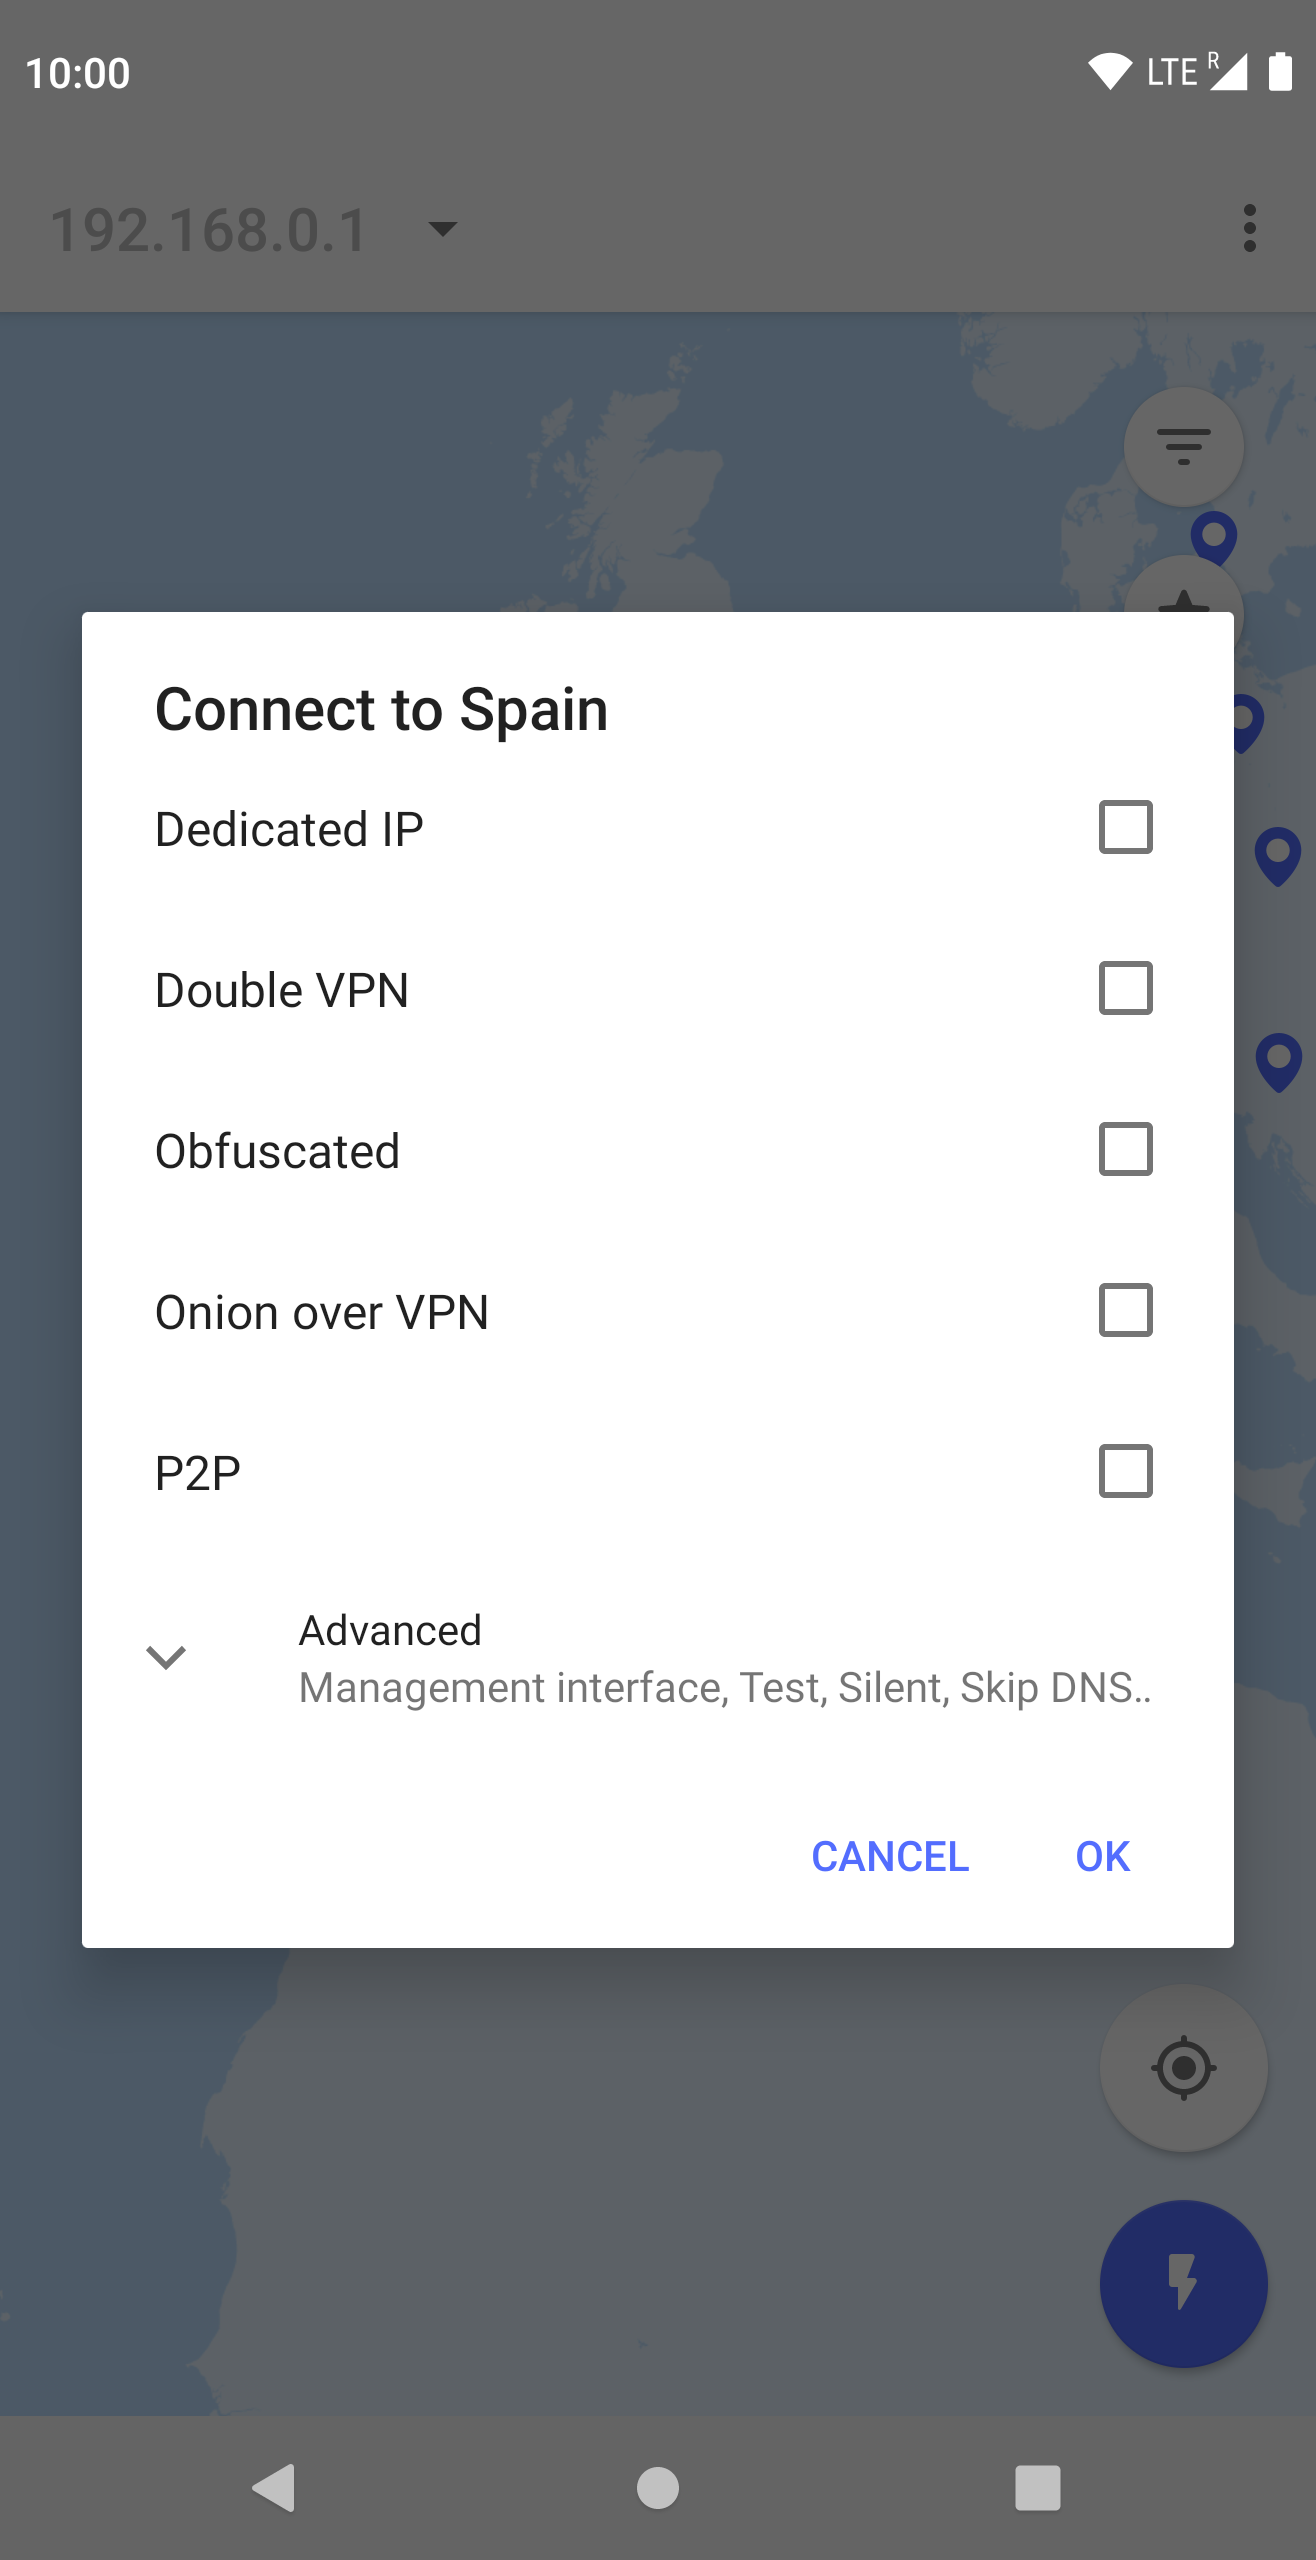 10:00
LTE R
192.168.0.1
Connect to Spain
Dedicated IP
Double VPN
Obfuscated
Onion over VPN
P2P
Advanced
Management interface, Test, Silent, Skip DNS..
CANCEL OK